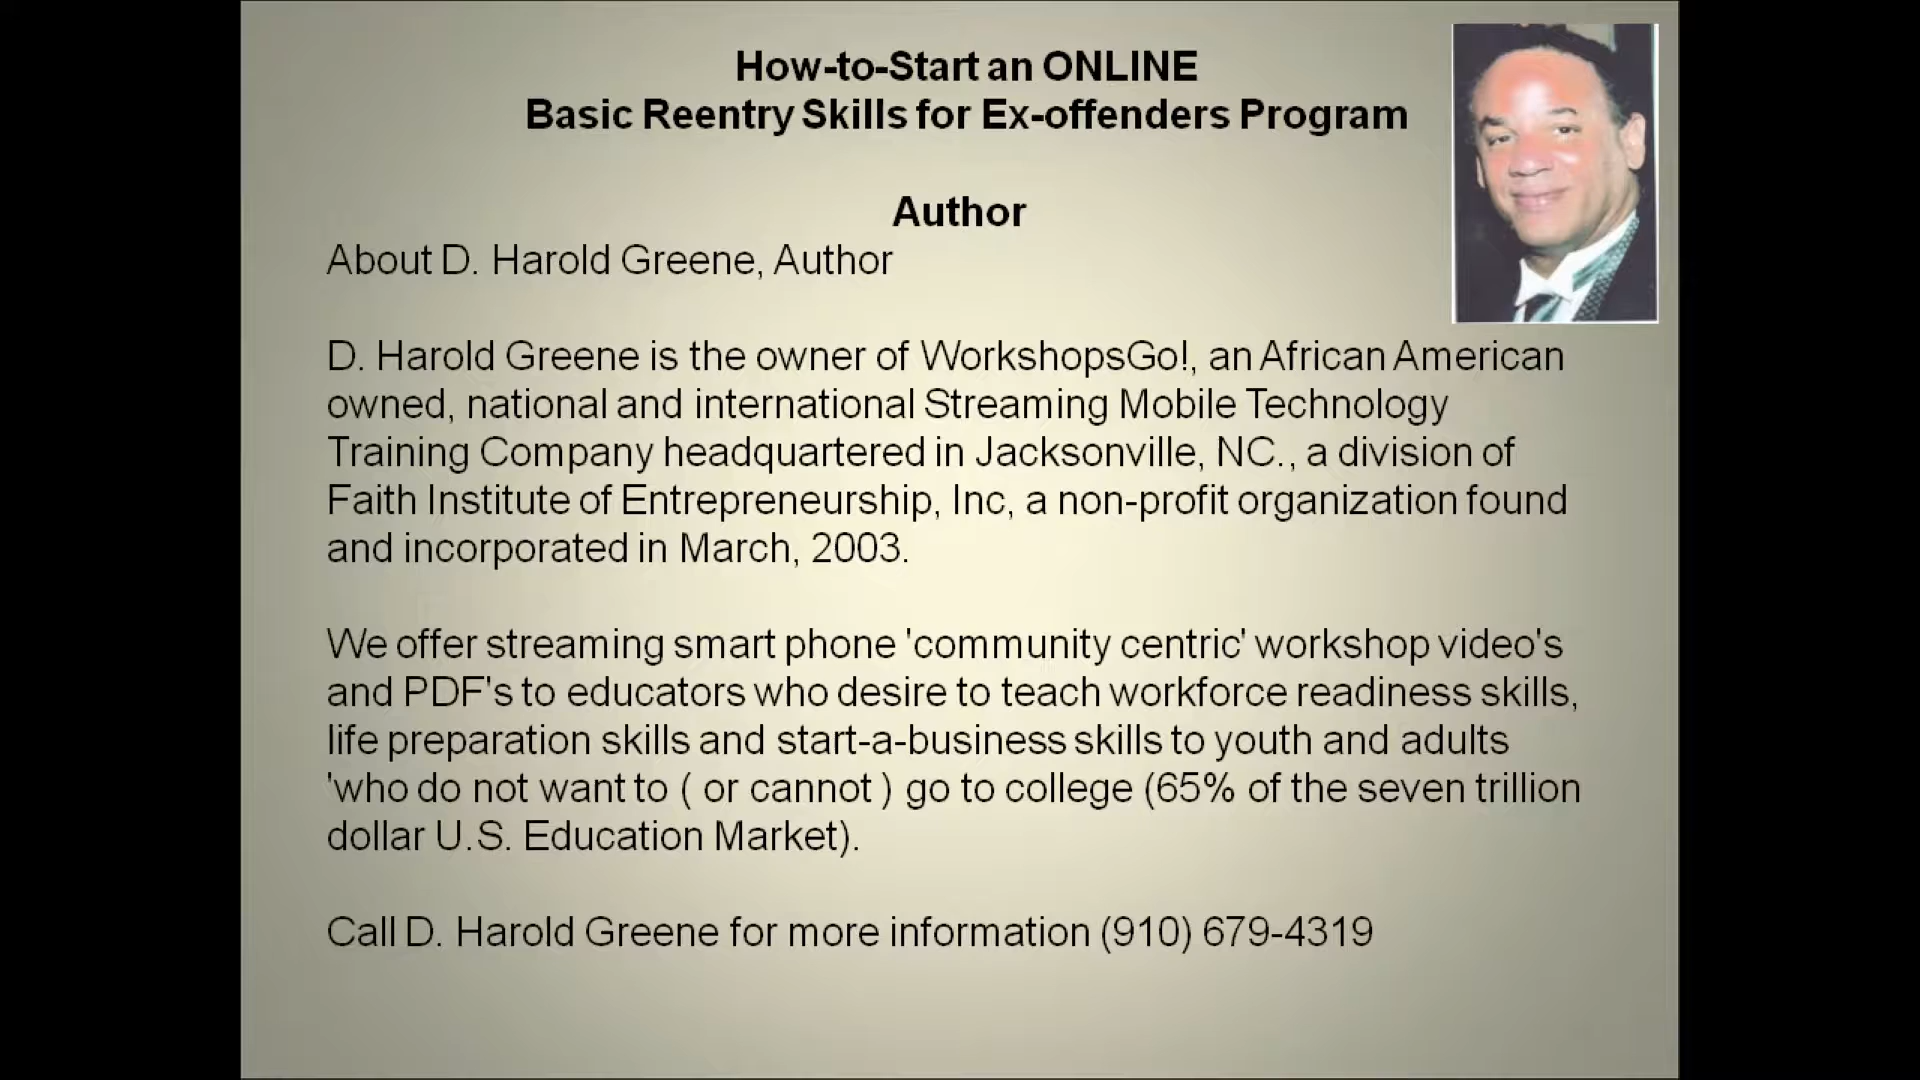 How-to-Start an ONLINE
Basic Reentry Skills for Ex-offenders Program
Author
About D. Harold Greene, Author
D. Harold Greene is the owner of WorkshopsGo!, an African American
owned, national and international Streaming Mobile Technology
Training Company headquartered in Jacksonville, NC., a division of
Faith Institute of Entrepreneurship, Inc, a non-profit organization found
and incorporated in March, 2003.
We offer streaming smart phone 'community centric' workshop video's
and PDF's to educators who desire to teach workforce readiness skills,
life preparation skills and start-a-business skills to youth and adults
'who do not want to ( or cannot ) go to college (65% of the seven trillion
dollar U.S. Education Market).
Call D. Harold Greene for more information (910) 679-4319